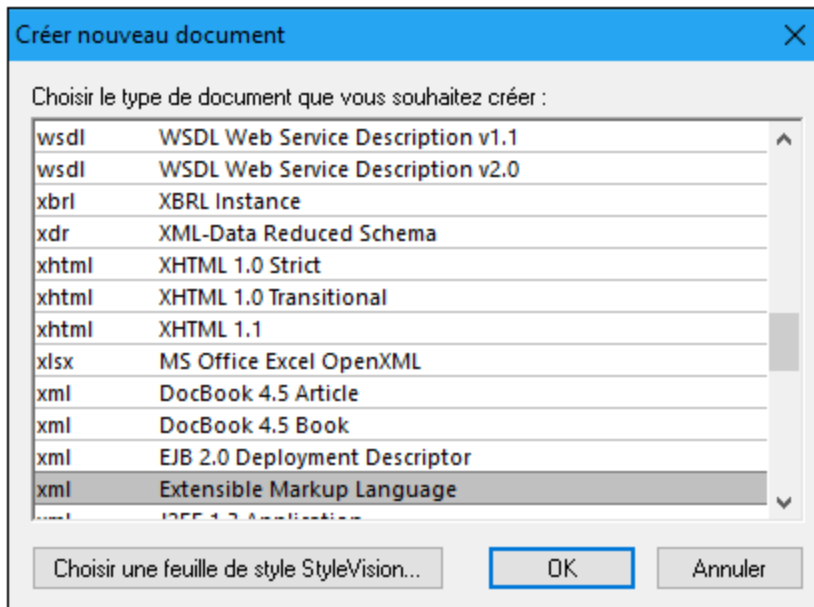 Créer nouveau document
Choisir le type de document que vous souhaitez créer :
wsdl WSDL Web Service Description v1.1
wsdl WSDL Web Service Description v2.0
xbrl XBRL Instance
xdr XML-Data Reduced Schema
xhtml XHTML 1.0 Strict
xhtml XHTML 1.0 Transitional
xhtml XHTML 1.1
xlsx MS Office Excel OpenXML
xml DocBook 4.5 Article
xml DocBook 4.5 Book
xml EJB 2.0 Deployment Descriptor
xml Extensible Markup Language
xml Application
Choisir une feuille de style StyleVision... OK Annuler